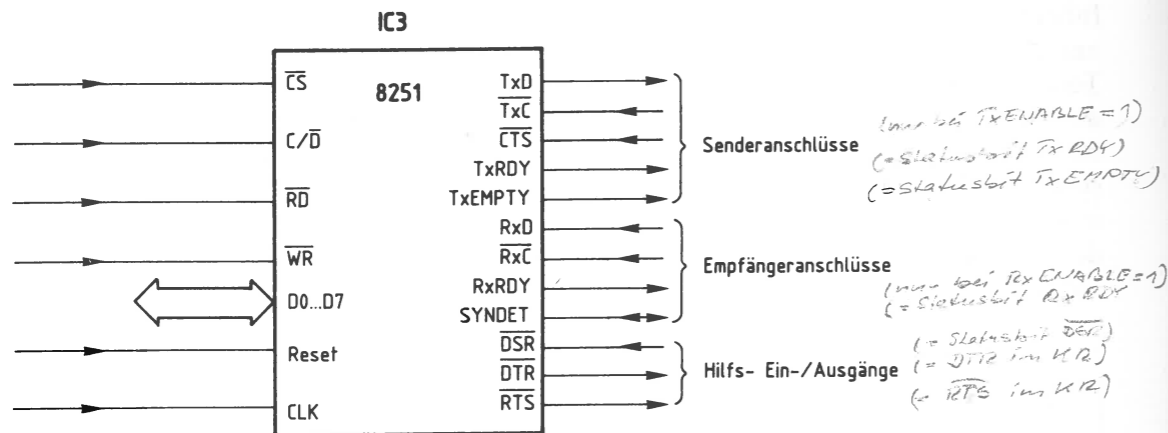 IC3
8251
CS̅
C/D̅
RD̅
WR̅
D0...D7
Reset
CLK
TxD
TxC̅
CTS̅
TxRDY
TxEMPTY
RxD
RxC̅
RxRDY
SYNDET
DSR̅
DTR̅
RTS̅
Senderanschlüsse
(nur bei TxENABLE=1)
(=Statusbit TxRDY)
(=Statusbit TxEMPTY)
Empfängeranschlüsse
(nur bei RxENABLE=1)
(=Statusbit RxRDY
Hilfs- Ein-/Ausgänge
(= Statusbit DSR̅)
(= DTR im KR)
(= RTS̅ im KR)